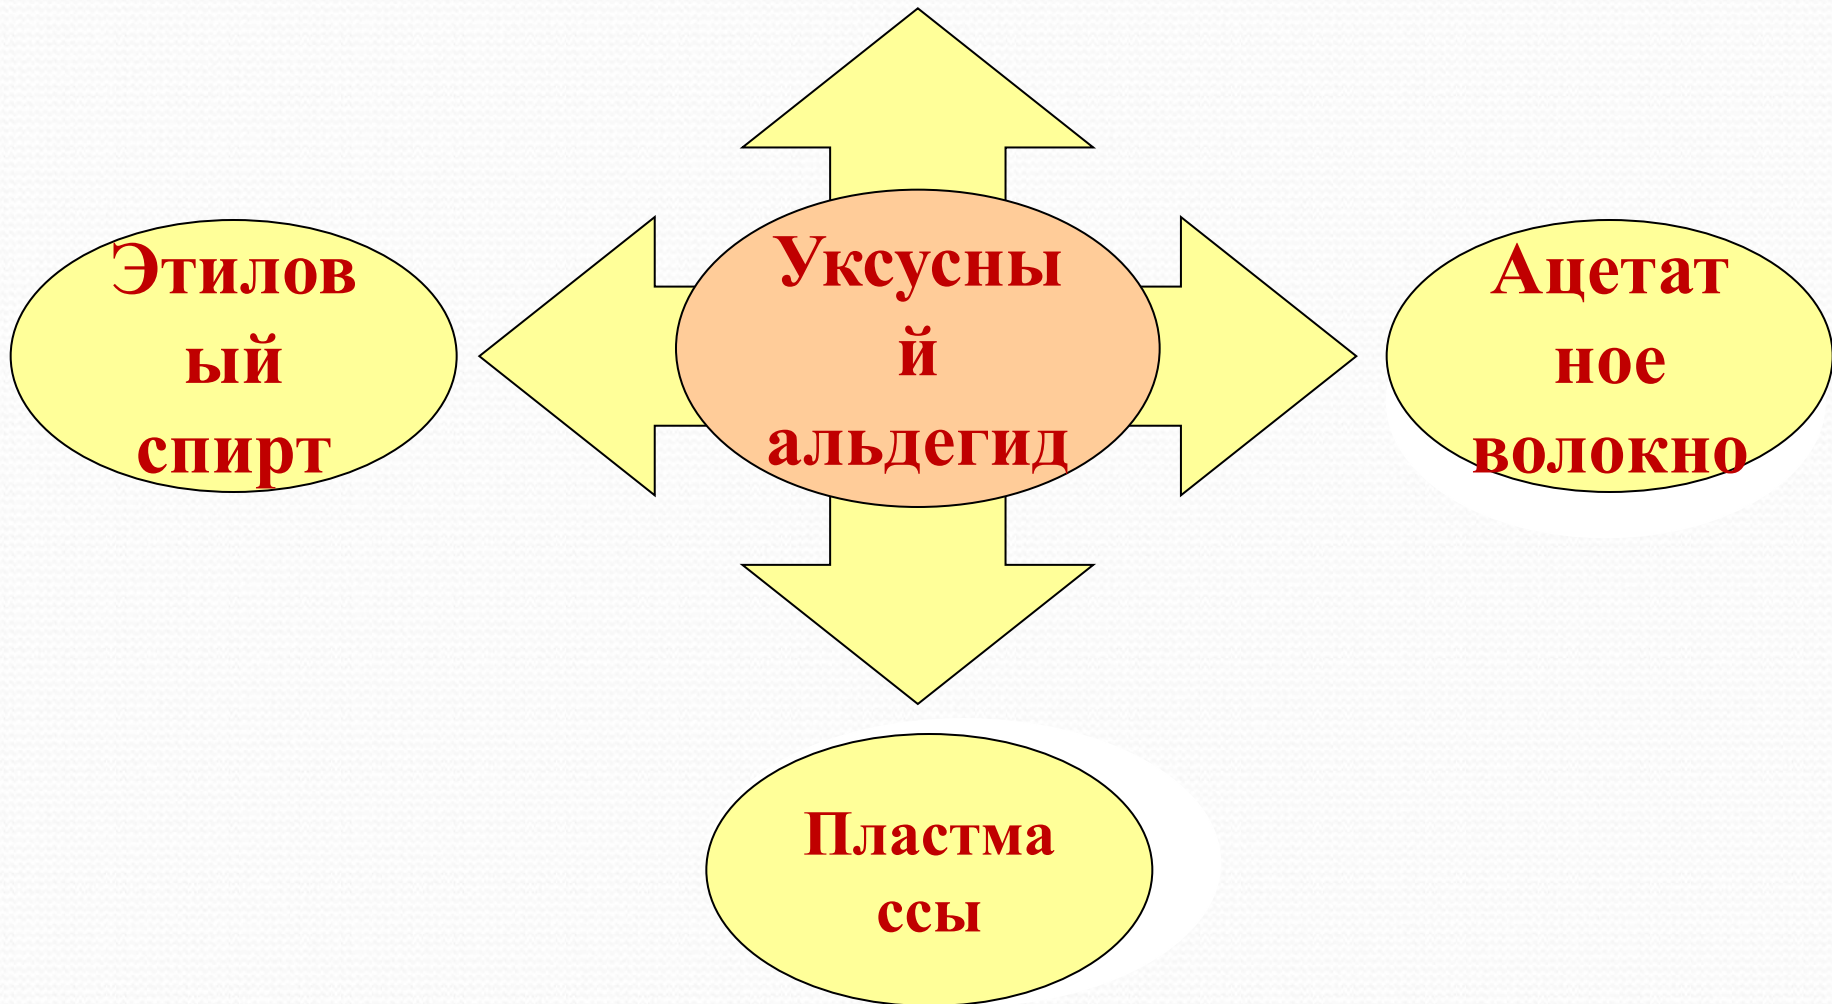 Этилов
ый
спирт
Уксусны
й
альдегид
Ацетат
ное
волокно
Пластма
ссы